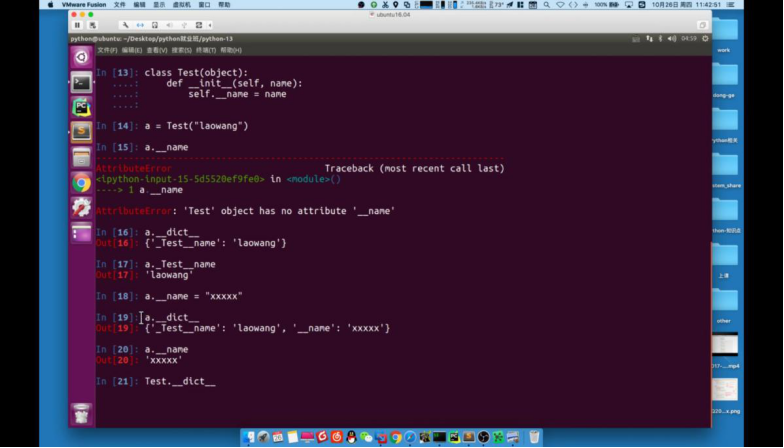 VMware Fusion 文件 编辑 显示 虚拟机 窗口 帮助
73° 100% 10月26日 周四 11:42:51
ubuntu16.04
python@ubuntu: ~/Desktop/python就业班/python-13
04:59
文件(F) 编辑(E) 查看(V) 搜索(S) 终端(T) 帮助(H)
In [13]: class Test(object):
....:     def __init__(self, name):
....:         self.__name = name
....:
In [14]: a = Test("laowang")
In [15]: a.__name
---------------------------------------------------------------------------
AttributeError                            Traceback (most recent call last)
<ipython-input-15-5d5520ef9fe0> in <module>()
----> 1 a.__name
AttributeError: 'Test' object has no attribute '__name'
In [16]: a.__dict__
Out[16]: {'_Test__name': 'laowang'}
In [17]: a._Test__name
Out[17]: 'laowang'
In [18]: a.__name = "xxxxx"
In [19]: a.__dict__
Out[19]: {'_Test__name': 'laowang', '__name': 'xxxxx'}
In [20]: a.__name
Out[20]: 'xxxxx'
In [21]: Test.__dict__
work
dong-ge
Python相关
system_share
thon-知识点
上课
other
017-....mp4
220...x.png